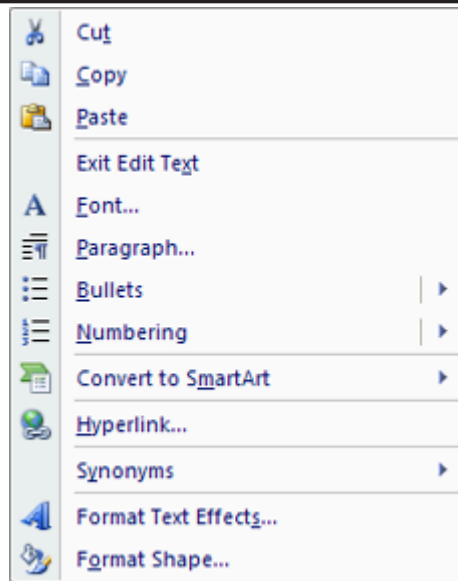 Cut
Copy
Paste
Exit Edit Text
Font...
Paragraph...
Bullets
Numbering
Convert to SmartArt
Hyperlink...
Synonyms
Format Text Effects...
Format Shape...